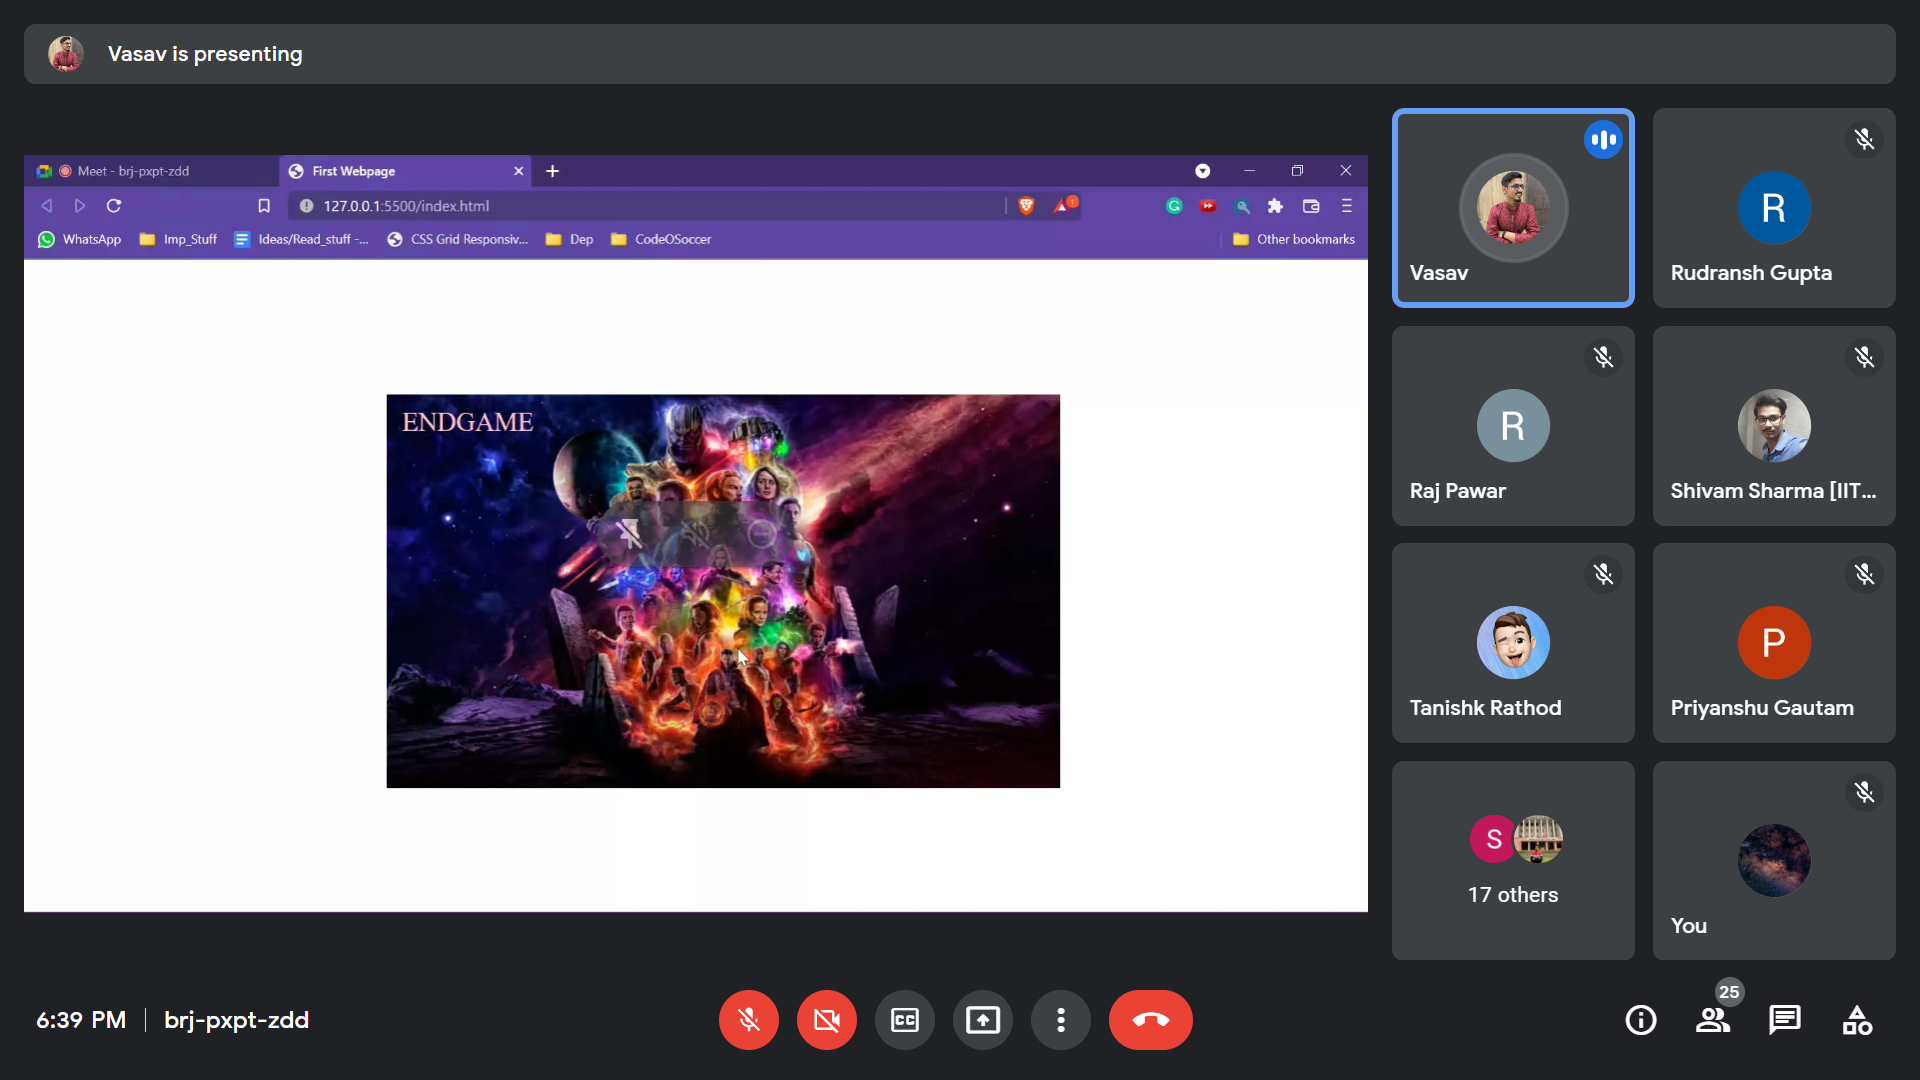 Vasav is presenting
Meet - brj-pxpt-zdd
First Webpage
127.0.0.1:5500/index.html
1
WhatsApp
Imp_Stuff
Ideas/Read_stuff -...
CSS Grid Responsiv...
Dep
CodeOSoccer
Other bookmarks
ENDGAME
Vasav
R
Rudransh Gupta
R
Raj Pawar
Shivam Sharma [IIT...
Tanishk Rathod
P
Priyanshu Gautam
S
17 others
You
6:39 PM
brj-pxpt-zdd
CC
25